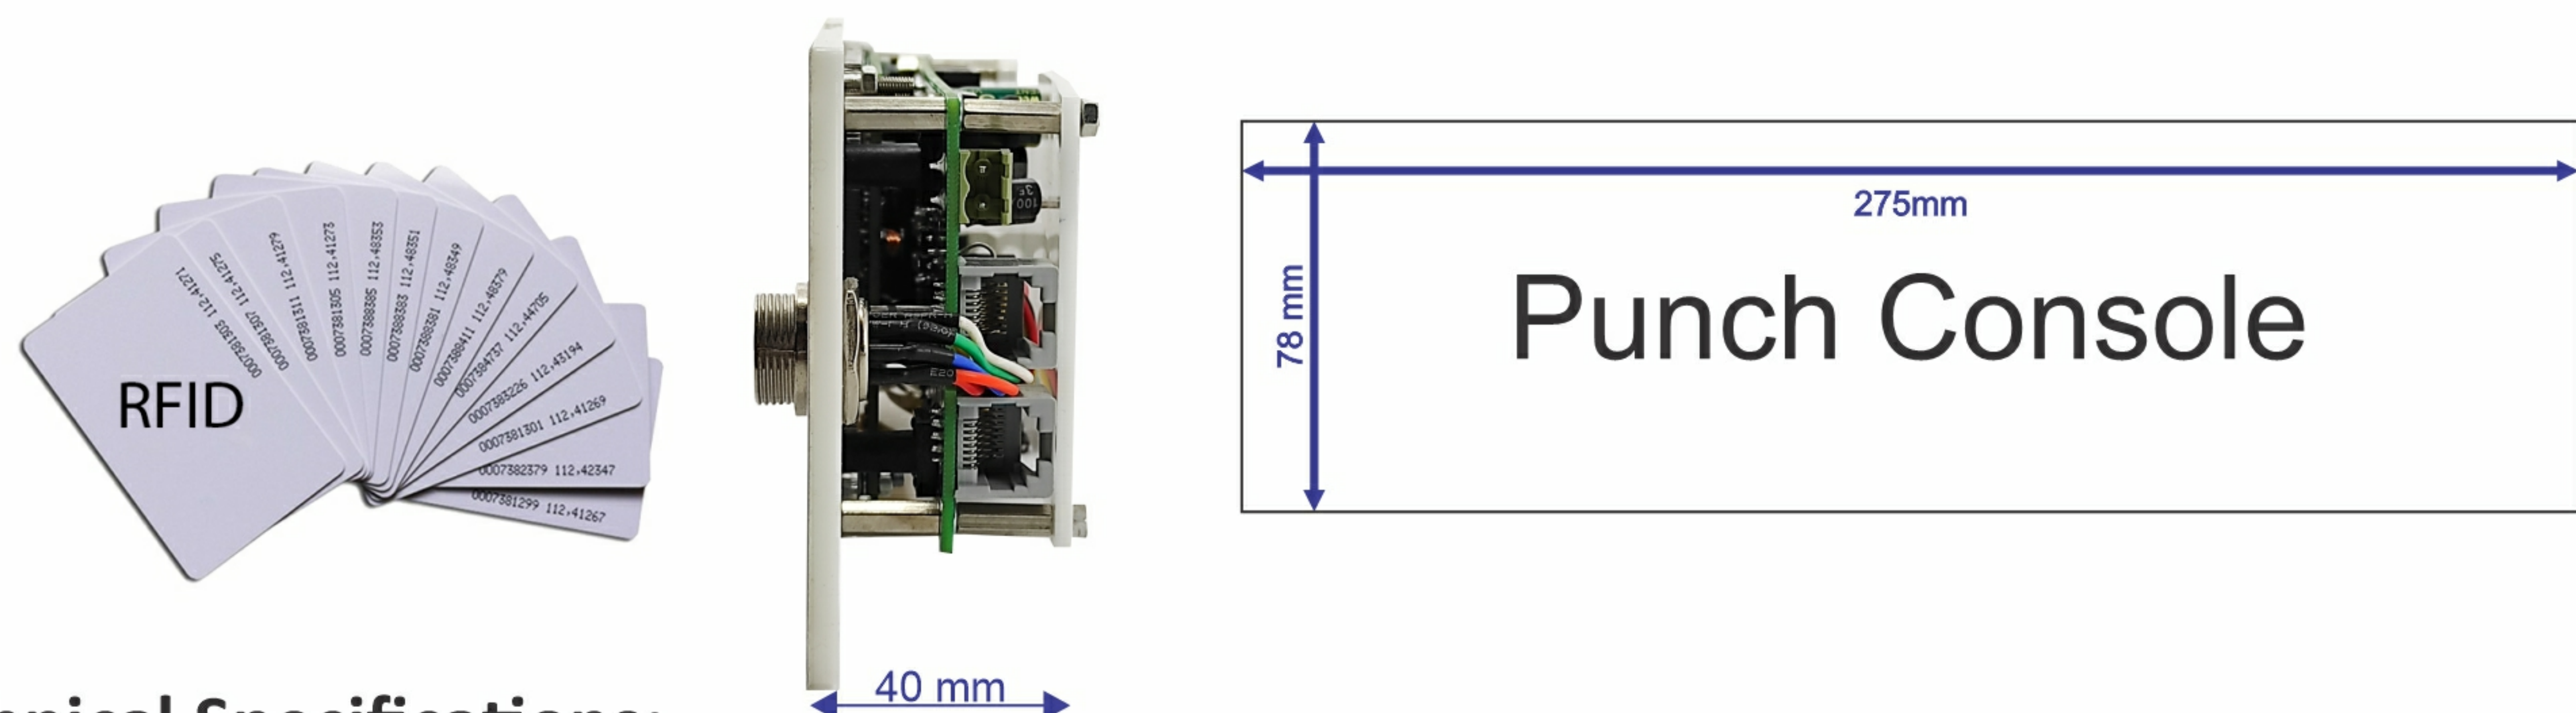 0007381303 112,41271
0007381307 112,41275
0007381311 112,41279
0007381305 112,41273
0007388385 112,48353
0007388383 112,48351
0007388381 112,48349
0007388411 112,48379
0007384737 112,44705
0007383226 112,43194
0007381301 112,41269
0007382379 112,42347
0007381299 112,41267
RFID
275mm
78 mm
Punch Console
40 mm
Specifications: